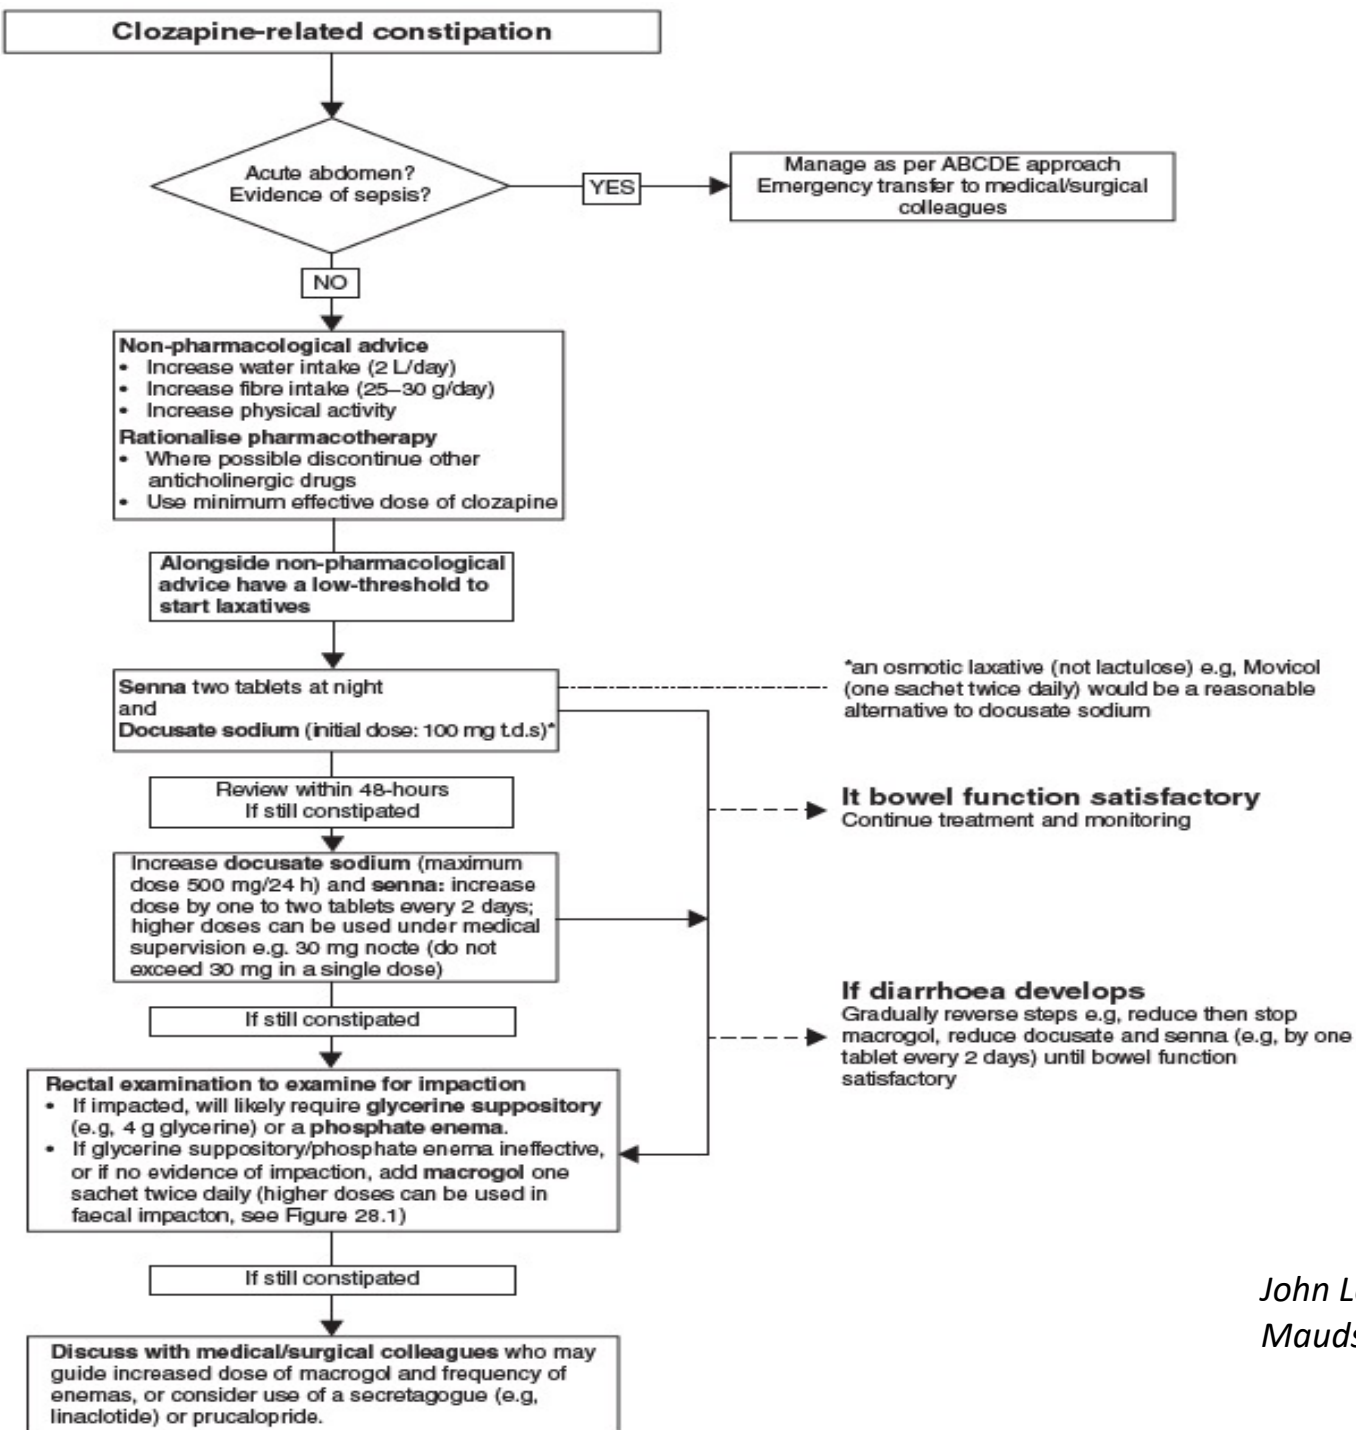 Clozapine-related constipation
Acute abdomen?
Evidence of sepsis?
YES
Manage as per ABCDE approach
Emergency transfer to medical/surgical
colleagues
NO
Non-pharmacological advice
• Increase water intake (2 L/day)
• Increase fibre intake (25–30 g/day)
• Increase physical activity
Rationalise pharmacotherapy
• Where possible discontinue other
anticholinergic drugs
• Use minimum effective dose of clozapine
Alongside non-pharmacological
advice have a low-threshold to
start laxatives
Senna two tablets at night
and
Docusate sodium (initial dose: 100 mg t.d.s)*
*an osmotic laxative (not lactulose) e.g, Movicol
(one sachet twice daily) would be a reasonable
alternative to docusate sodium
Review within 48-hours
If still constipated
It bowel function satisfactory
Continue treatment and monitoring
Increase docusate sodium (maximum
dose 500 mg/24 h) and senna: increase
dose by one to two tablets every 2 days;
higher doses can be used under medical
supervision e.g. 30 mg nocte (do not
exceed 30 mg in a single dose)
If diarrhoea develops
Gradually reverse steps e.g, reduce then stop
macrogol, reduce docusate and senna (e.g, by one
tablet every 2 days) until bowel function
satisfactory
If still constipated
Rectal examination to examine for impaction
• If impacted, will likely require glycerine suppository
(e.g, 4 g glycerine) or a phosphate enema.
• If glycerine suppository/phosphate enema ineffective,
or if no evidence of impaction, add macrogol one
sachet twice daily (higher doses can be used in
faecal impacton, see Figure 28.1)
If still constipated
Discuss with medical/surgical colleagues who may
guide increased dose of macrogol and frequency of
enemas, or consider use of a secretagogue (e.g,
linaclotide) or prucalopride.
John